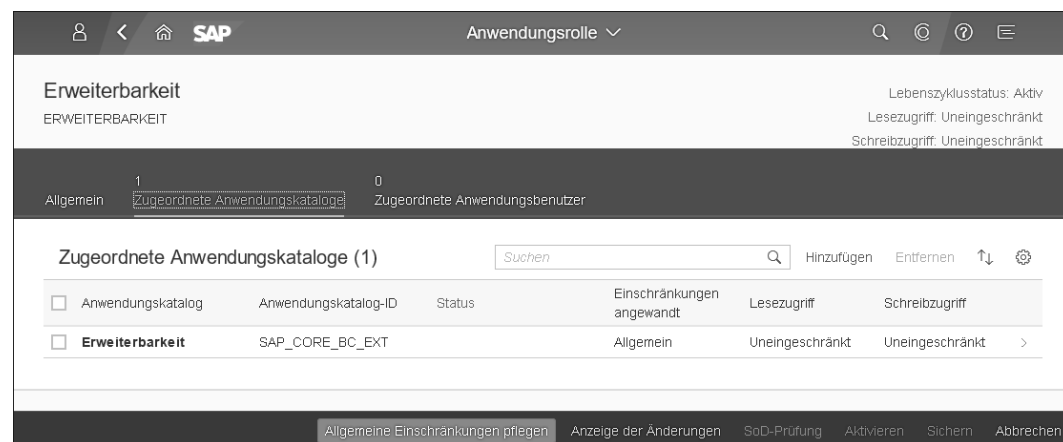 SAP Anwendungsrolle
Erweiterbarkeit
ERWEITERBARKEIT
Lebenszyklusstatus: Aktiv
Lesezugriff: Uneingeschränkt
Schreibzugriff: Uneingeschränkt
1 0
Allgemein Zugeordnete Anwendungskataloge Zugeordnete Anwendungsbenutzer
Zugeordnete Anwendungskataloge (1) Suchen Hinzufügen Entfernen
Anwendungskatalog Anwendungskatalog-ID Status Einschränkungen angewandt Lesezugriff Schreibzugriff
Erweiterbarkeit SAP_CORE_BC_EXT Allgemein Uneingeschränkt Uneingeschränkt
Allgemeine Einschränkungen pflegen Anzeige der Änderungen SoD-Prüfung Aktivieren Sichern Abbrechen